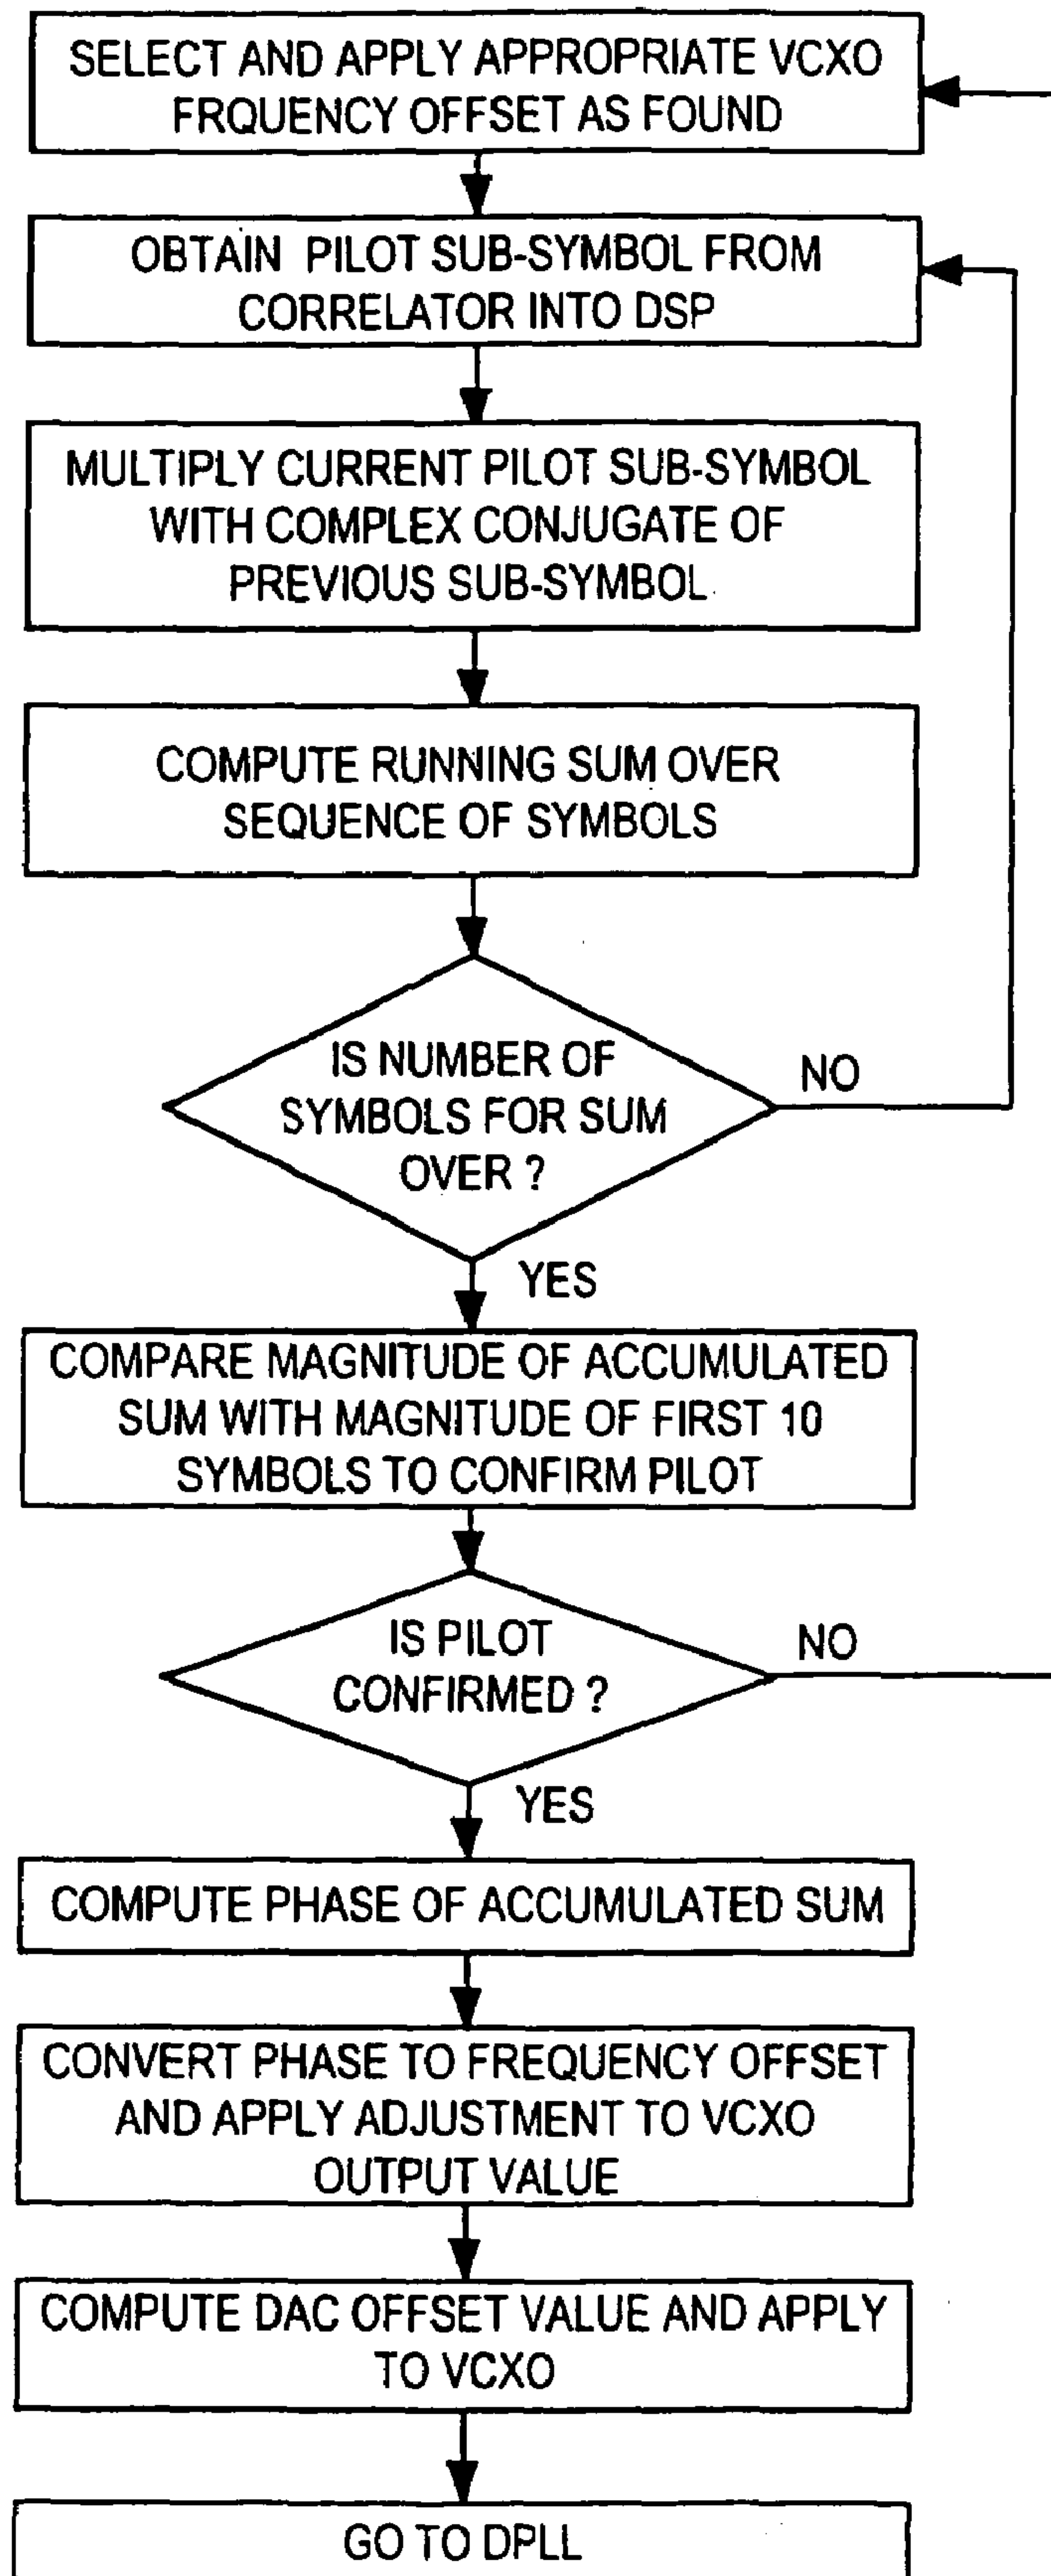 SELECT AND APPLY APPROPRIATE VCXO
FRQUENCY OFFSET AS FOUND
OBTAIN PILOT SUB-SYMBOL FROM
CORRELATOR INTO DSP
MULTIPLY CURRENT PILOT SUB-SYMBOL
WITH COMPLEX CONJUGATE OF
PREVIOUS SUB-SYMBOL
COMPUTE RUNNING SUM OVER
SEQUENCE OF SYMBOLS
IS NUMBER OF
SYMBOLS FOR SUM
OVER ?
NO
YES
COMPARE MAGNITUDE OF ACCUMULATED
SUM WITH MAGNITUDE OF FIRST 10
SYMBOLS TO CONFIRM PILOT
IS PILOT
CONFIRMED ?
NO
YES
COMPUTE PHASE OF ACCUMULATED SUM
CONVERT PHASE TO FREQUENCY OFFSET
AND APPLY ADJUSTMENT TO VCXO
OUTPUT VALUE
COMPUTE DAC OFFSET VALUE AND APPLY
TO VCXO
GO TO DPLL